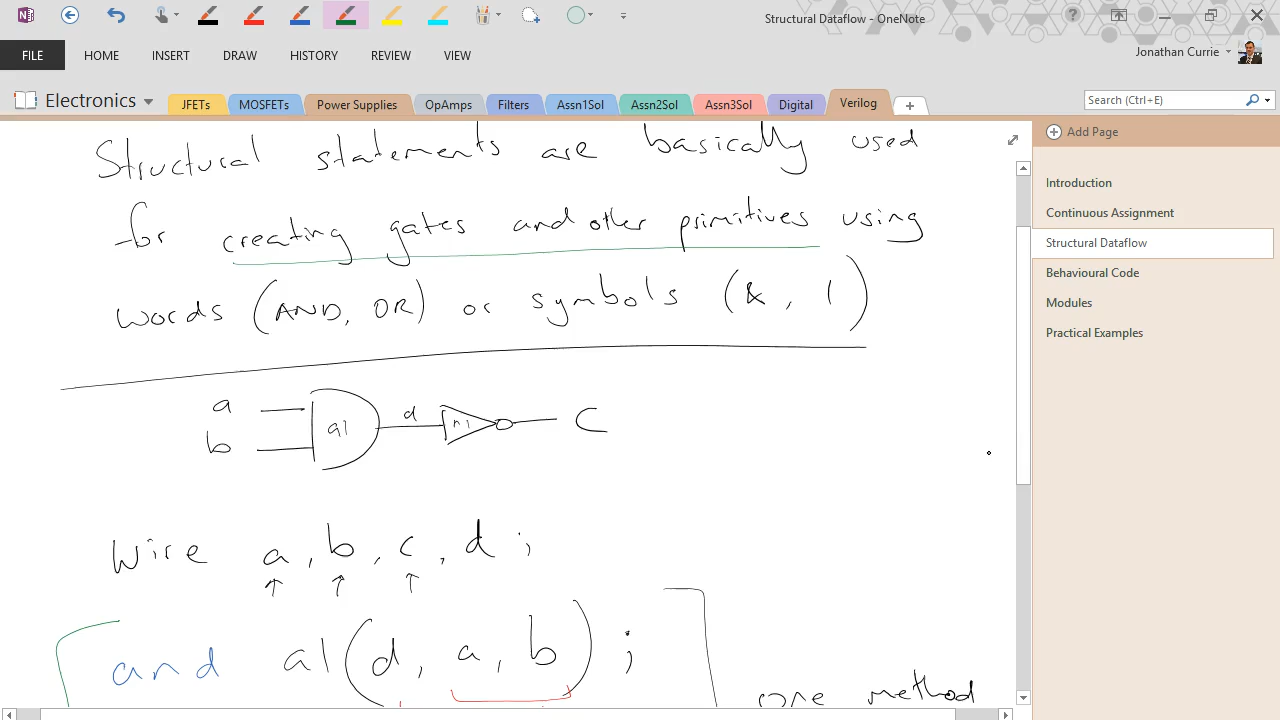 Structural Dataflow - OneNote
Jonathan Currie
FILE HOME INSERT DRAW HISTORY REVIEW VIEW
Electronics JFETs MOSFETs Power Supplies OpAmps Filters Assn1Sol Assn2Sol Assn3Sol Digital Verilog
Search (Ctrl+E)
Add Page
Introduction
Continuous Assignment
Structural Dataflow
Behavioural Code
Modules
Practical Examples
Structural statements are basically used
for creating gates and other primitives using
words (AND, OR) or symbols (&, |)
a
b
a1
d
n1
C
Wire a, b, c, d;
and a1(d, a, b);
one method